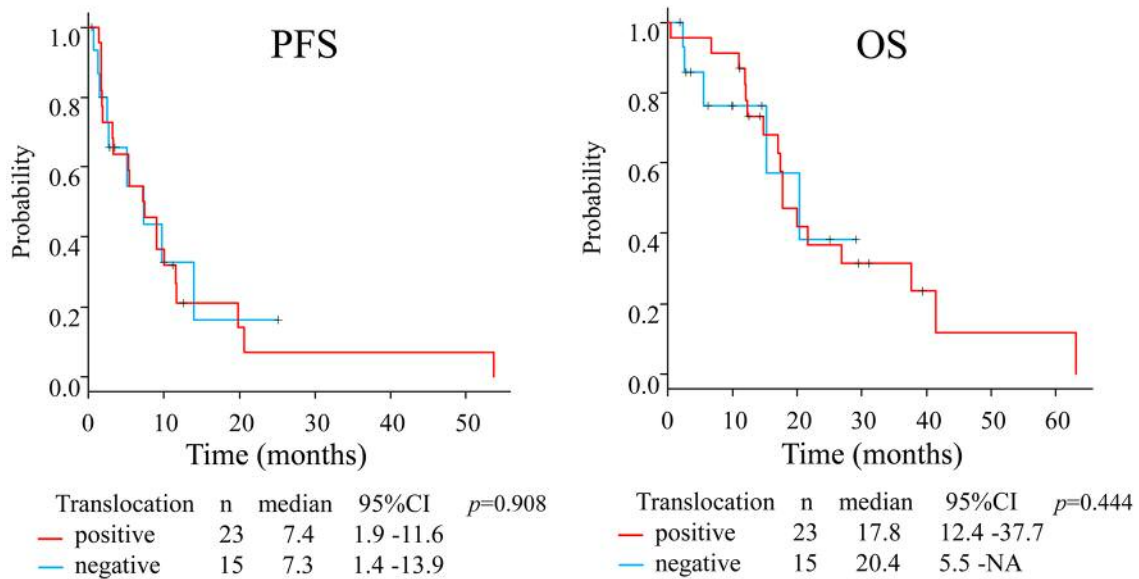 PFS
1.0
0.8
0.6
0.4
0.2
0.0
Probability
0 10 20 30 40 50
Time (months)
Translocation n median 95%CI p=0.908
positive 23 7.4 1.9 -11.6
negative 15 7.3 1.4 -13.9
OS
1.0
0.8
0.6
0.4
0.2
0.0
Probability
0 10 20 30 40 50 60
Time (months)
Translocation n median 95%CI p=0.444
positive 23 17.8 12.4 -37.7
negative 15 20.4 5.5 -NA